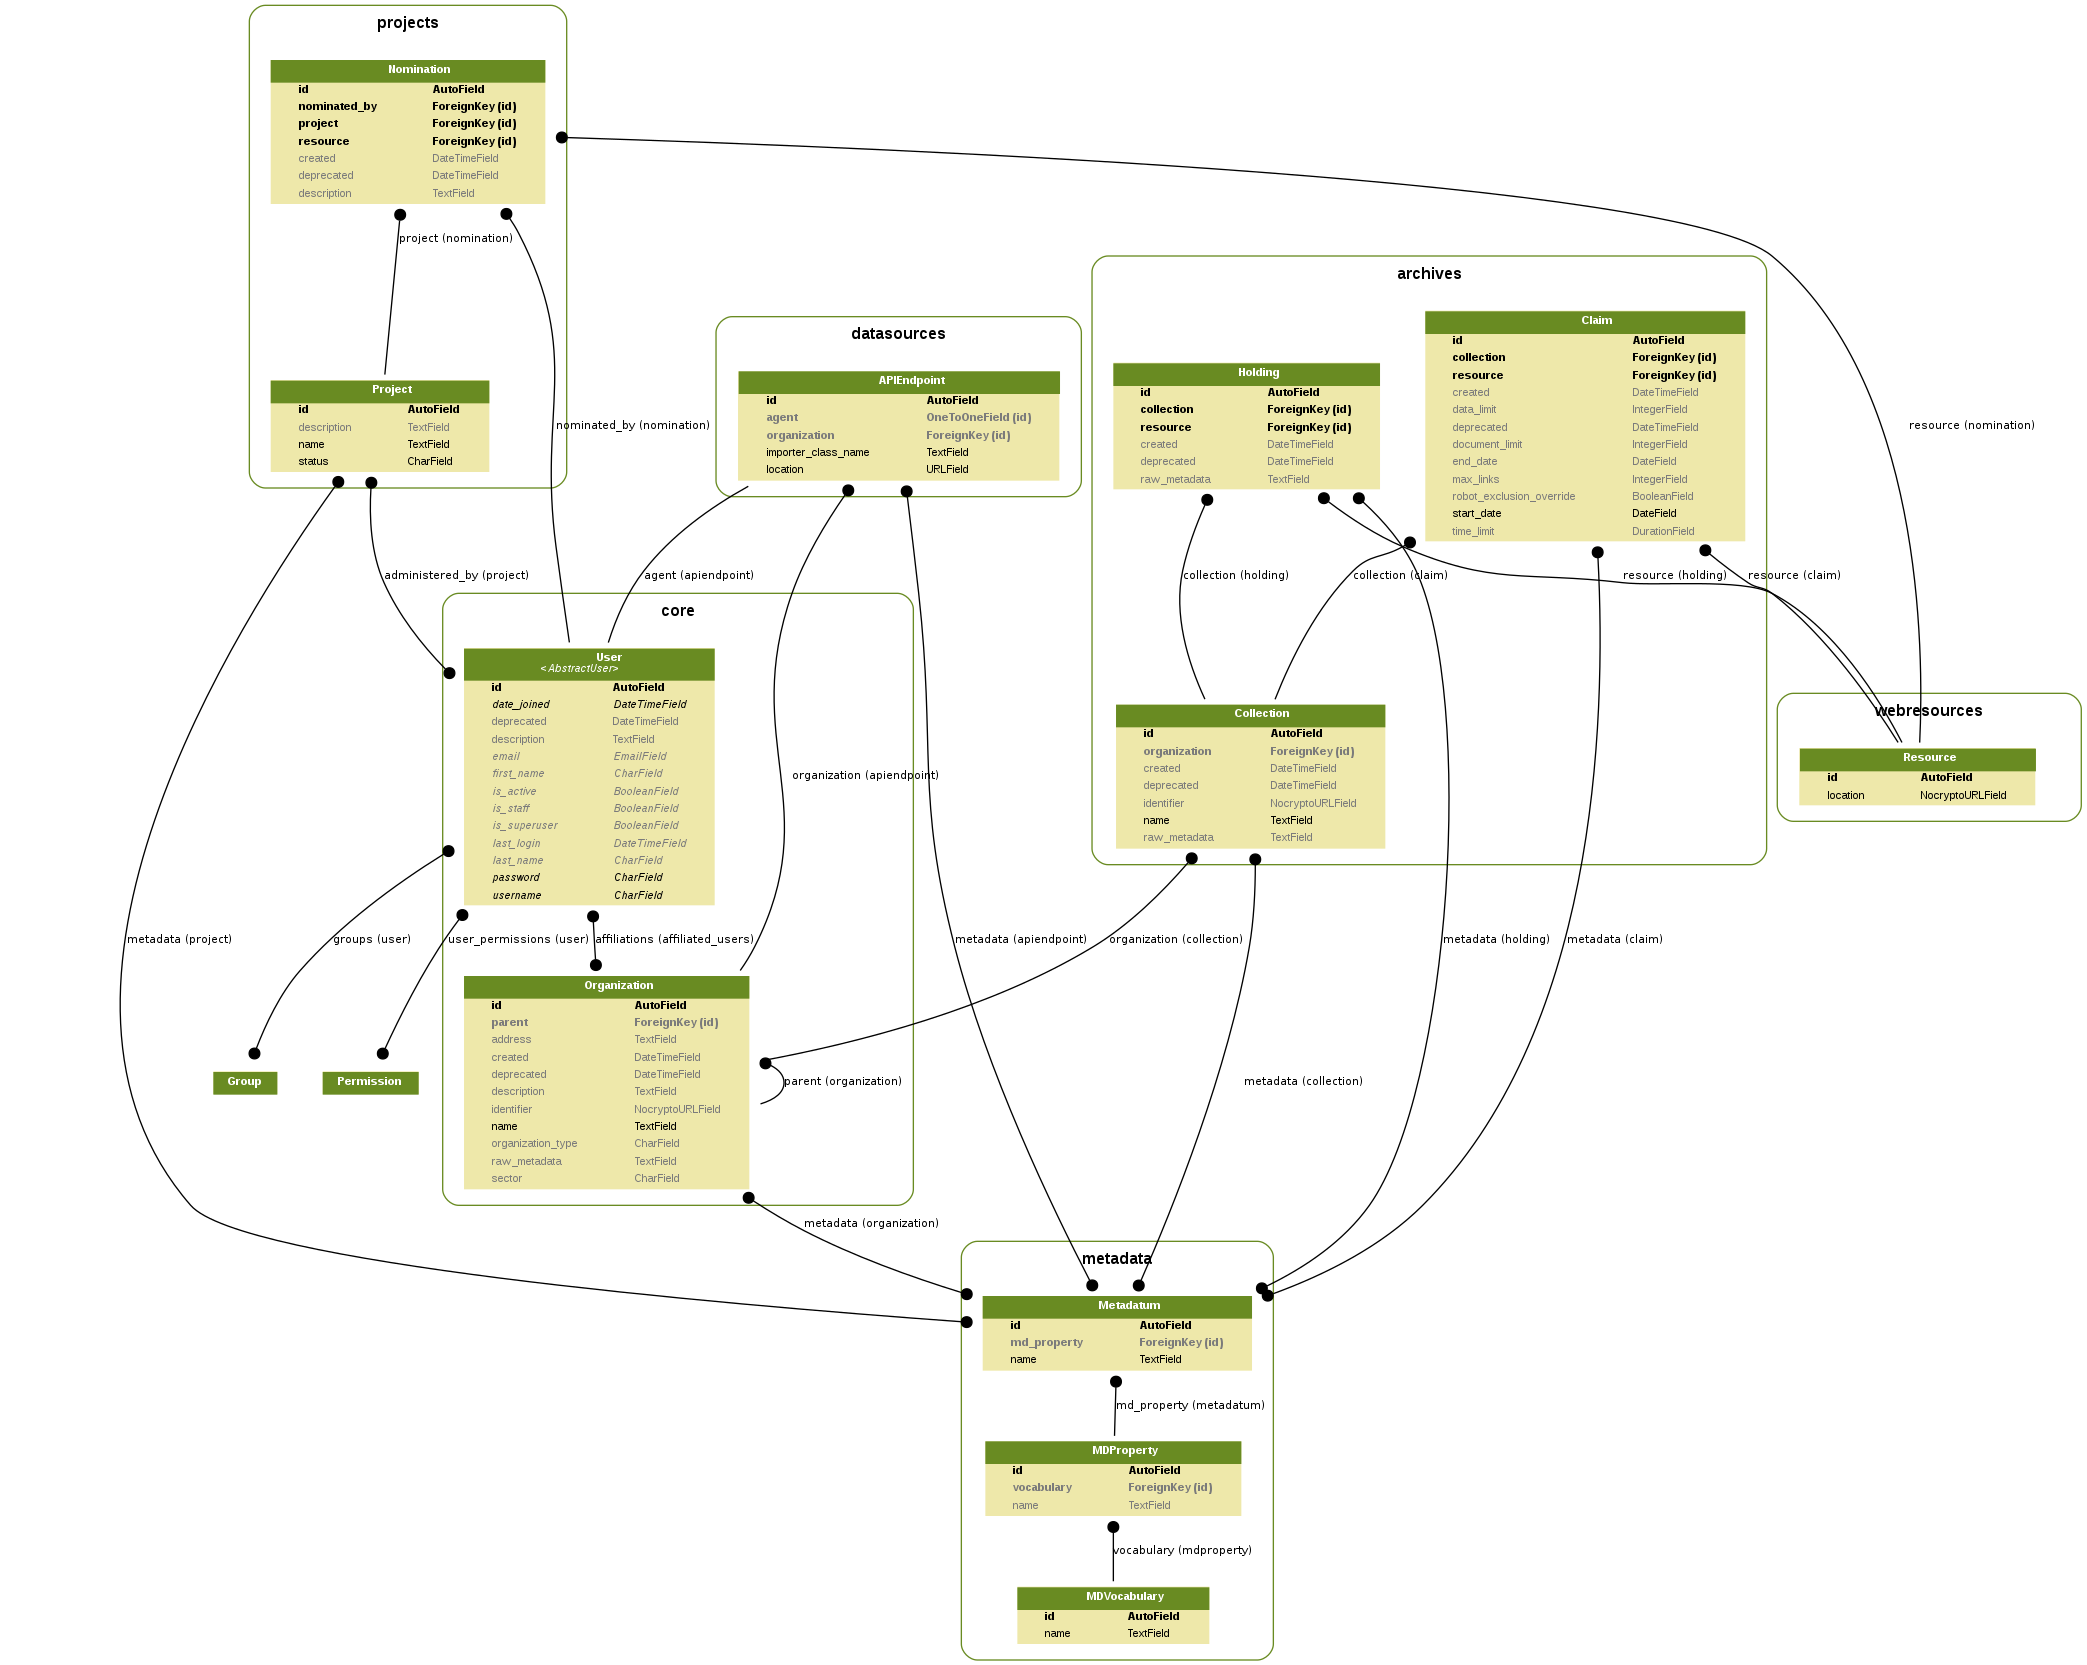 projects
Nomination
id AutoField
nominated_by ForeignKey (id)
project ForeignKey (id)
resource ForeignKey (id)
created DateTimeField
deprecated DateTimeField
description TextField
project (nomination)
Project
id AutoField
description TextField
name TextField
status CharField
nominated_by (nomination)
administered_by (project)
metadata (project)
datasources
APIEndpoint
id AutoField
agent OneToOneField (id)
organization ForeignKey (id)
importer_class_name TextField
location URLField
agent (apiendpoint)
organization (apiendpoint)
metadata (apiendpoint)
archives
Holding
id AutoField
collection ForeignKey (id)
resource ForeignKey (id)
created DateTimeField
deprecated DateTimeField
raw_metadata TextField
Claim
id AutoField
collection ForeignKey (id)
resource ForeignKey (id)
created DateTimeField
data_limit IntegerField
deprecated DateTimeField
document_limit IntegerField
end_date DateField
max_links IntegerField
robot_exclusion_override BooleanField
start_date DateField
time_limit DurationField
collection (holding)
collection (claim)
resource (holding)
resource (claim)
resource (nomination)
Collection
id AutoField
organization ForeignKey (id)
created DateTimeField
deprecated DateTimeField
identifier NocryptoURLField
name TextField
raw_metadata TextField
organization (collection)
metadata (collection)
metadata (holding)
metadata (claim)
webresources
Resource
id AutoField
location NocryptoURLField
core
User
<AbstractUser>
id AutoField
date_joined DateTimeField
deprecated DateTimeField
description TextField
email EmailField
first_name CharField
is_active BooleanField
is_staff BooleanField
is_superuser BooleanField
last_login DateTimeField
last_name CharField
password CharField
username CharField
groups (user)
user_permissions (user)
affiliations (affiliated_users)
Group
Permission
Organization
id AutoField
parent ForeignKey (id)
address TextField
created DateTimeField
deprecated DateTimeField
description TextField
identifier NocryptoURLField
name TextField
organization_type CharField
raw_metadata TextField
sector CharField
parent (organization)
metadata (organization)
metadata
Metadatum
id AutoField
md_property ForeignKey (id)
name TextField
md_property (metadatum)
MDProperty
id AutoField
vocabulary ForeignKey (id)
name TextField
vocabulary (mdproperty)
MDVocabulary
id AutoField
name TextField